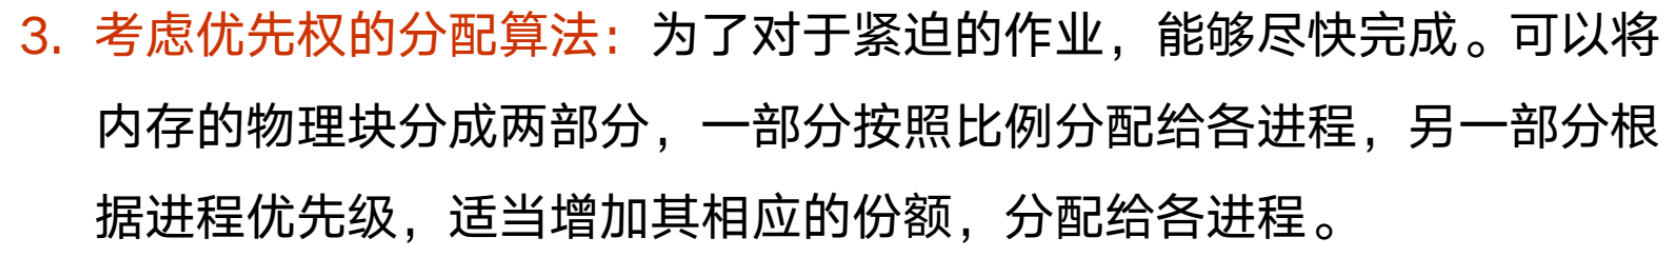 3. 考虑优先权的分配算法：为了对于紧迫的作业，能够尽快完成。可以将
内存的物理块分成两部分，一部分按照比例分配给各进程，另一部分根
据进程优先级，适当增加其相应的份额，分配给各进程。